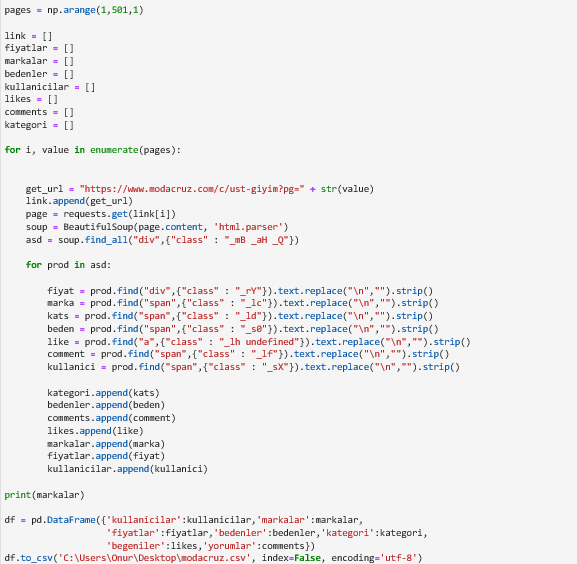 pages = np.arange(1,501,1)
link = []
fiyatlar = []
markalar = []
bedenler = []
kullanicilar = []
likes = []
comments = []
kategori = []
for i, value in enumerate(pages):
get_url = "https://www.modacruz.com/c/ust-giyim?pg=" + str(value)
link.append(get_url)
page = requests.get(link[i])
soup = BeautifulSoup(page.content, 'html.parser')
asd = soup.find_all("div",{"class" : "_mB _aH _Q"})
for prod in asd:
fiyat = prod.find("div",{"class" : "_rY"}).text.replace("\n","").strip()
marka = prod.find("span",{"class" : "_lc"}).text.replace("\n","").strip()
kats = prod.find("span",{"class" : "_ld"}).text.replace("\n","").strip()
beden = prod.find("span",{"class" : "_s0"}).text.replace("\n","").strip()
like = prod.find("a",{"class" : "_lh undefined"}).text.replace("\n","").strip()
comment = prod.find("span",{"class" : "_lf"}).text.replace("\n","").strip()
kullanici = prod.find("span",{"class" : "_sX"}).text.replace("\n","").strip()
kategori.append(kats)
bedenler.append(beden)
comments.append(comment)
likes.append(like)
markalar.append(marka)
fiyatlar.append(fiyat)
kullanicilar.append(kullanici)
print(markalar)
df = pd.DataFrame({'kullanicilar':kullanicilar,'markalar':markalar,
'fiyatlar':fiyatlar,'bedenler':bedenler,'kategori':kategori,
'begeniler':likes,'yorumlar':comments})
df.to_csv('C:\Users\Onur\Desktop\modacruz.csv', index=False, encoding='utf-8')